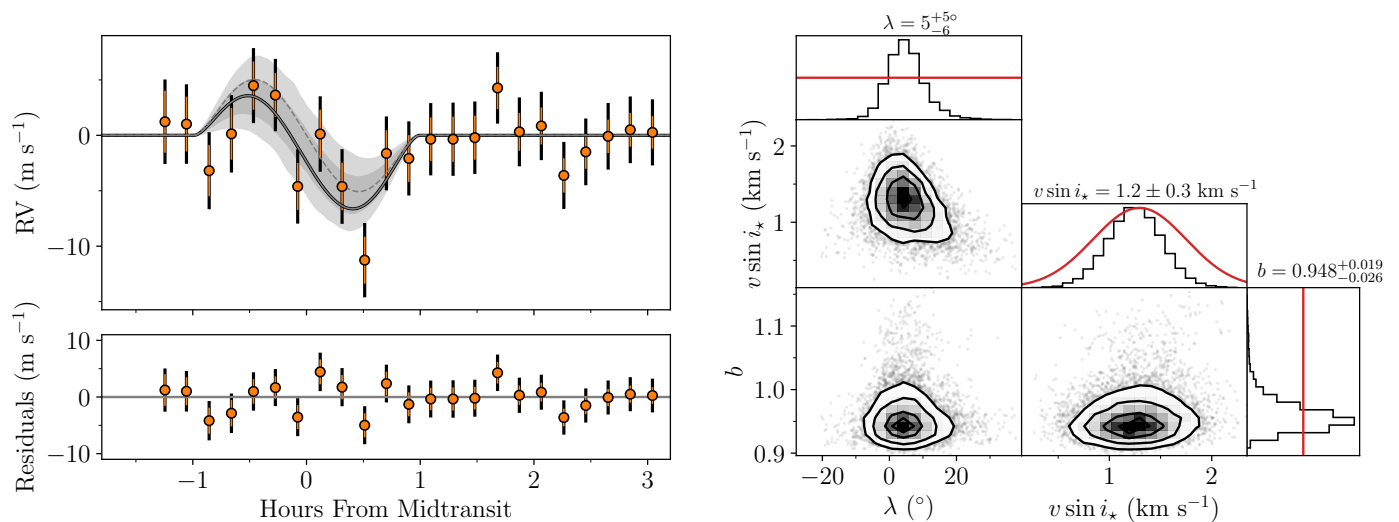 RV (m s⁻¹)
0
−10
Residuals (m s⁻¹)
10
0
−10
−1
0
1
2
3
Hours From Midtransit
λ = 5⁺⁵°₋₆
v sin i⋆ (km s⁻¹)
2
1
v sin i⋆ = 1.2 ± 0.3 km s⁻¹
b = 0.948⁺⁰·⁰¹⁹₋₀.₀₂₆
b
1.1
1.0
0.9
−20
0
20
λ (°)
1
2
v sin i⋆ (km s⁻¹)